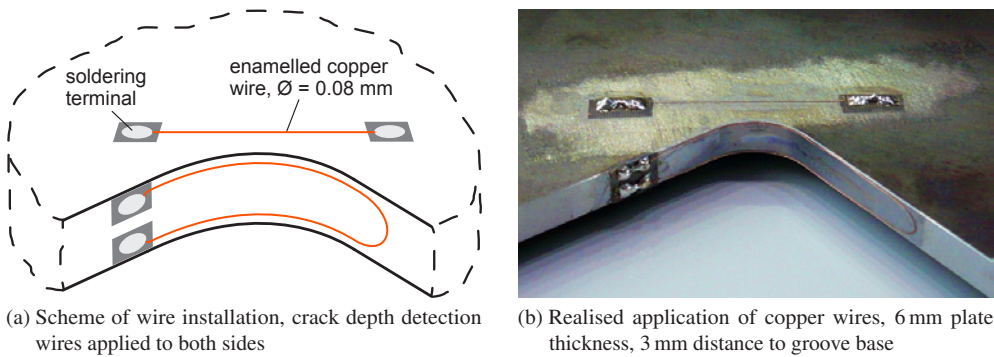 soldering
terminal
enamelled copper
wire, Ø = 0.08 mm
(a) Scheme of wire installation, crack depth detection
wires applied to both sides
(b) Realised application of copper wires, 6 mm plate
thickness, 3 mm distance to groove base